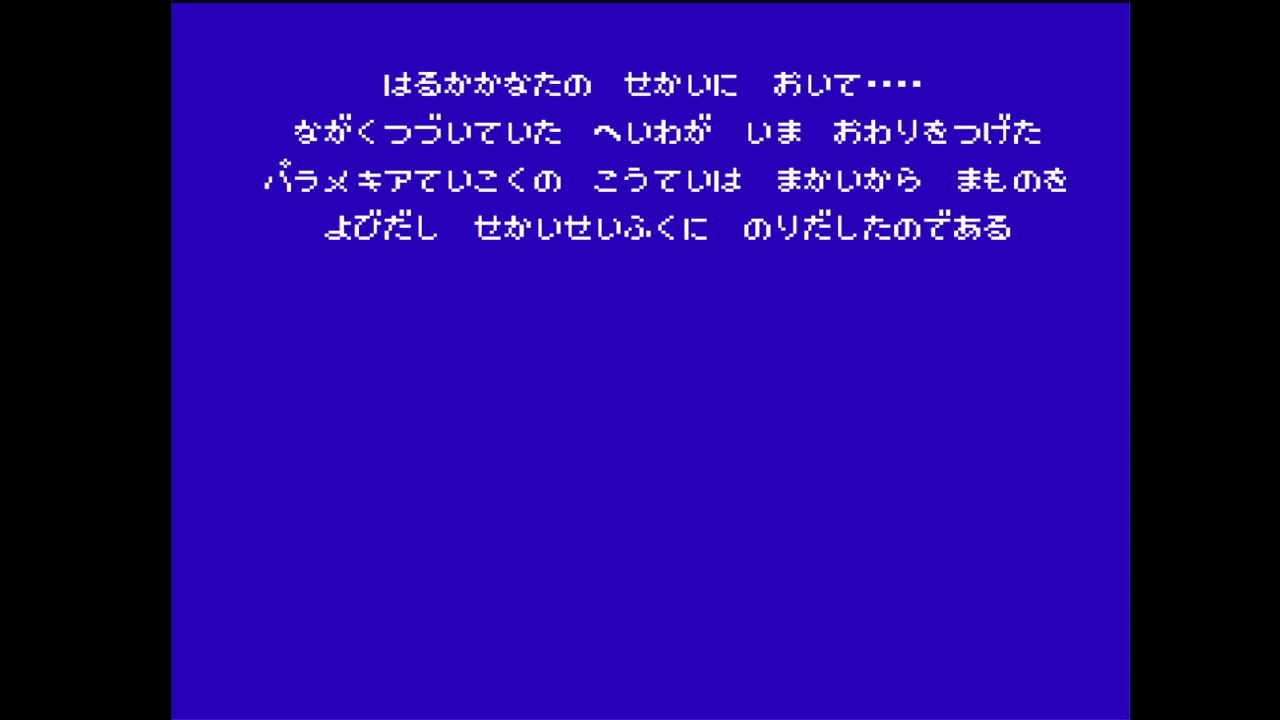 はるかかなたの　せかいに　おいて‥‥
ながくつづいていた　へいわが　いま　おわりをつげた
パラメキアていこくの　こうていは　まかいから　まものを
よびだし　せかいせいふくに　のりだしたのである